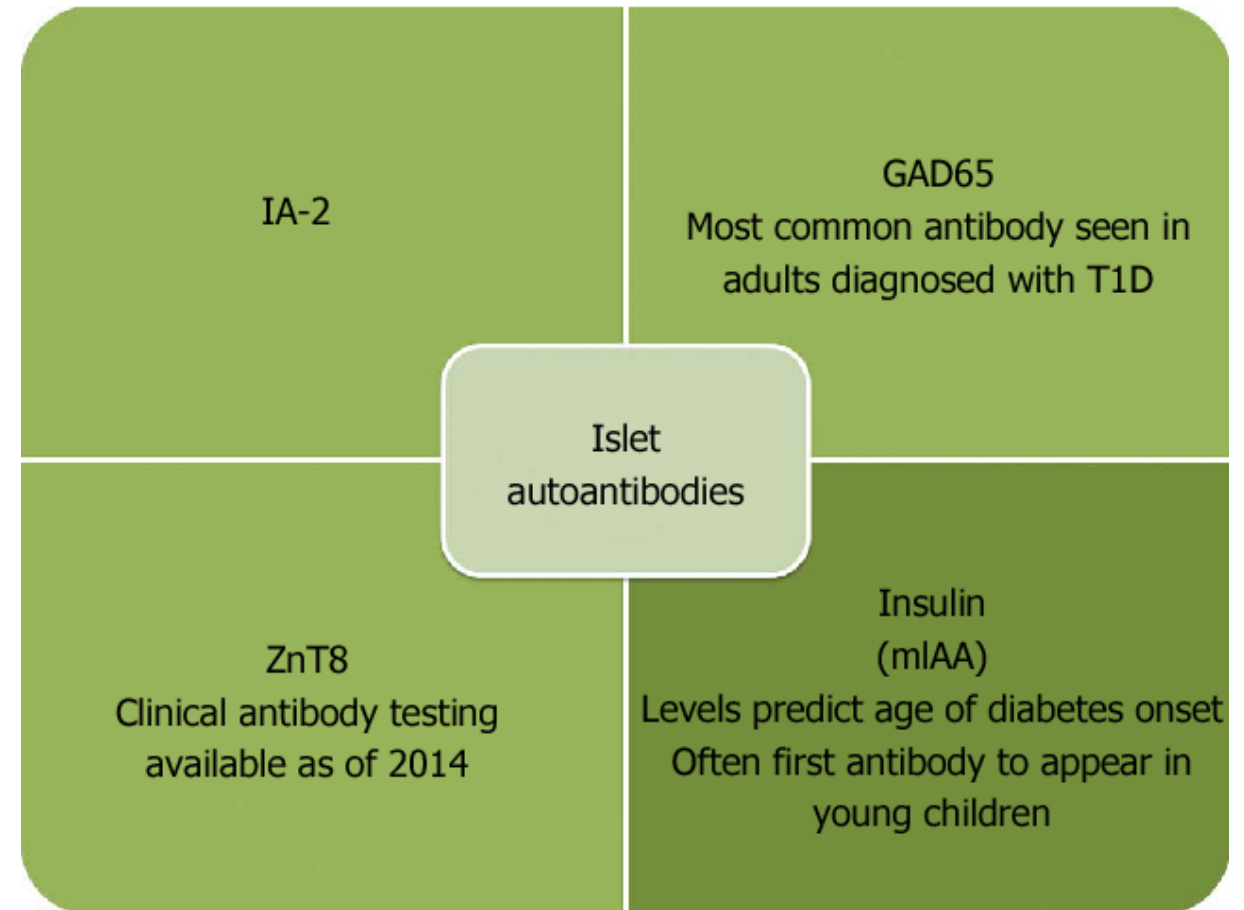 IA-2
GAD65
Most common antibody seen in
adults diagnosed with T1D
Islet
autoantibodies
ZnT8
Clinical antibody testing
available as of 2014
Insulin
(mlAA)
Levels predict age of diabetes onset
Often first antibody to appear in
young children